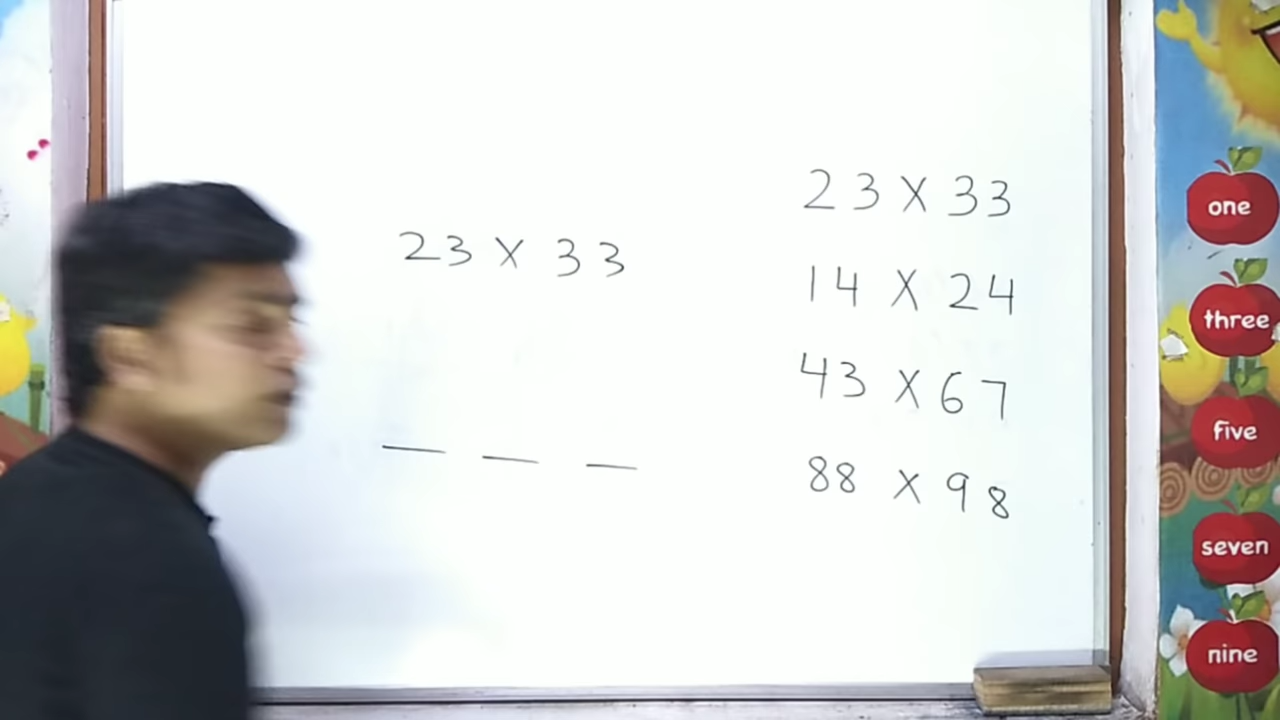 23 X 33
23 X 33
14 X 24
43 X 67
88 X 98
one
three
five
seven
nine